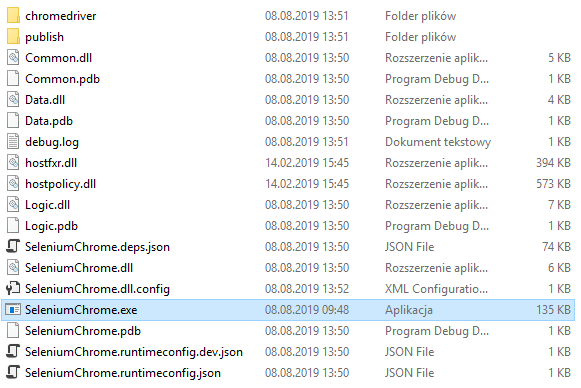 chromedriver 08.08.2019 13:51 Folder plików
publish 08.08.2019 13:51 Folder plików
Common.dll 08.08.2019 13:50 Rozszerzenie aplik... 5 KB
Common.pdb 08.08.2019 13:50 Program Debug D... 1 KB
Data.dll 08.08.2019 13:50 Rozszerzenie aplik... 4 KB
Data.pdb 08.08.2019 13:50 Program Debug D... 1 KB
debug.log 08.08.2019 13:51 Dokument tekstowy 1 KB
hostfxr.dll 14.02.2019 15:45 Rozszerzenie aplik... 394 KB
hostpolicy.dll 14.02.2019 15:45 Rozszerzenie aplik... 573 KB
Logic.dll 08.08.2019 13:50 Rozszerzenie aplik... 7 KB
Logic.pdb 08.08.2019 13:50 Program Debug D... 1 KB
SeleniumChrome.deps.json 08.08.2019 13:50 JSON File 74 KB
SeleniumChrome.dll 08.08.2019 13:50 Rozszerzenie aplik... 6 KB
SeleniumChrome.dll.config 08.08.2019 13:52 XML Configuratio... 1 KB
SeleniumChrome.exe 08.08.2019 09:48 Aplikacja 135 KB
SeleniumChrome.pdb 08.08.2019 13:50 Program Debug D... 1 KB
SeleniumChrome.runtimeconfig.dev.json 08.08.2019 13:50 JSON File 1 KB
SeleniumChrome.runtimeconfig.json 08.08.2019 13:50 JSON File 1 KB